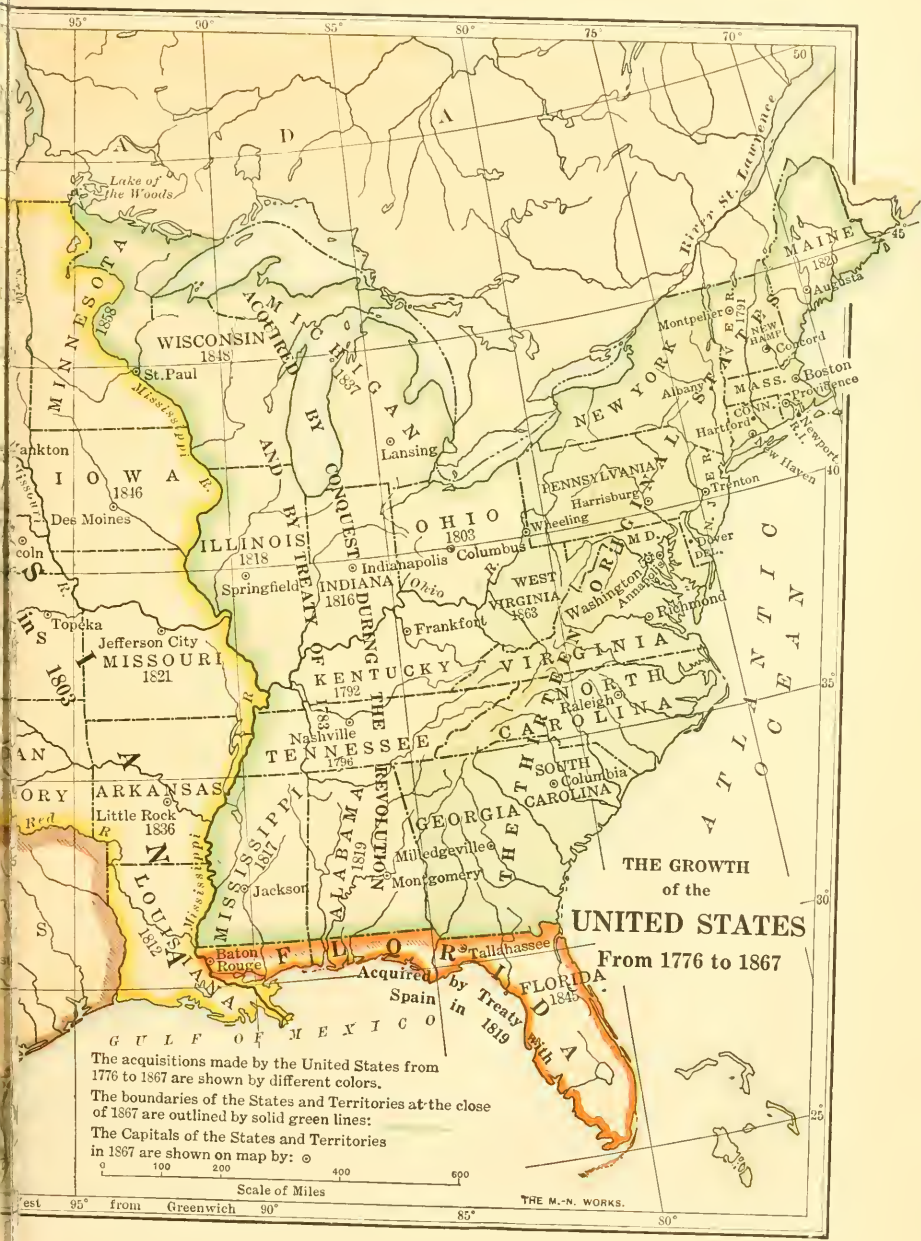 95°
90°
85°
80°
75°
70°
50
A D A
Lake of
the Woods
River St. Lawrence
45°
MAINE
1820
Augusta
MINNESOTA
1858
WISCONSIN
1848
St. Paul
Mississippi R.
MICHIGAN
1837
Lansing
ACQUIRED BY CONQUEST DURING THE REVOLUTION
AND BY TREATY OF 1783
Montpelier
VER.
1791
NEW
HAMP.
Concord
NEW YORK
Albany
MASS.
Boston
Providence
CONN.
Hartford
R.I.
Newport
New Haven
40
ankton
Missouri R.
IOWA
1846
Des Moines
coln
ILLINOIS
1818
Springfield
INDIANA
1816
Indianapolis
OHIO
1803
Columbus
Ohio R.
Wheeling
PENNSYLVANIA
Harrisburg
Trenton
N. JER.
MD.
Dover
DEL.
Annapolis
Washington
WEST
VIRGINIA
1863
Richmond
VIRGINIA
THE THIRTEEN ORIGINAL STATES
Topeka
Jefferson City
MISSOURI
1821
Frankfort
KENTUCKY
1792
Nashville
TENNESSEE
1796
NORTH
Raleigh
CAROLINA
35°
ATLANTIC
OCEAN
in
1803
S
I
AN
ORY
ARKANSAS
Little Rock
1836
Red R
A
N
A
LOUISIANA
1812
Mississippi
Baton
Rouge
MISSISSIPPI
1817
Jackson
ALABAMA
1819
Montgomery
GEORGIA
Milledgeville
SOUTH
Columbia
CAROLINA
S
FLORIDA
Tallahassee
FLORIDA
1845
Acquired by Treaty with
Spain in 1819
30°
25°
GULF OF MEXICO
THE GROWTH
of the
UNITED STATES
From 1776 to 1867
The acquisitions made by the United States from
1776 to 1867 are shown by different colors.
The boundaries of the States and Territories at the close
of 1867 are outlined by solid green lines:
The Capitals of the States and Territories
in 1867 are shown on map by:
0 100 200 400 600
Scale of Miles
THE M.-N. WORKS.
est 95° from Greenwich 90° 85° 80°